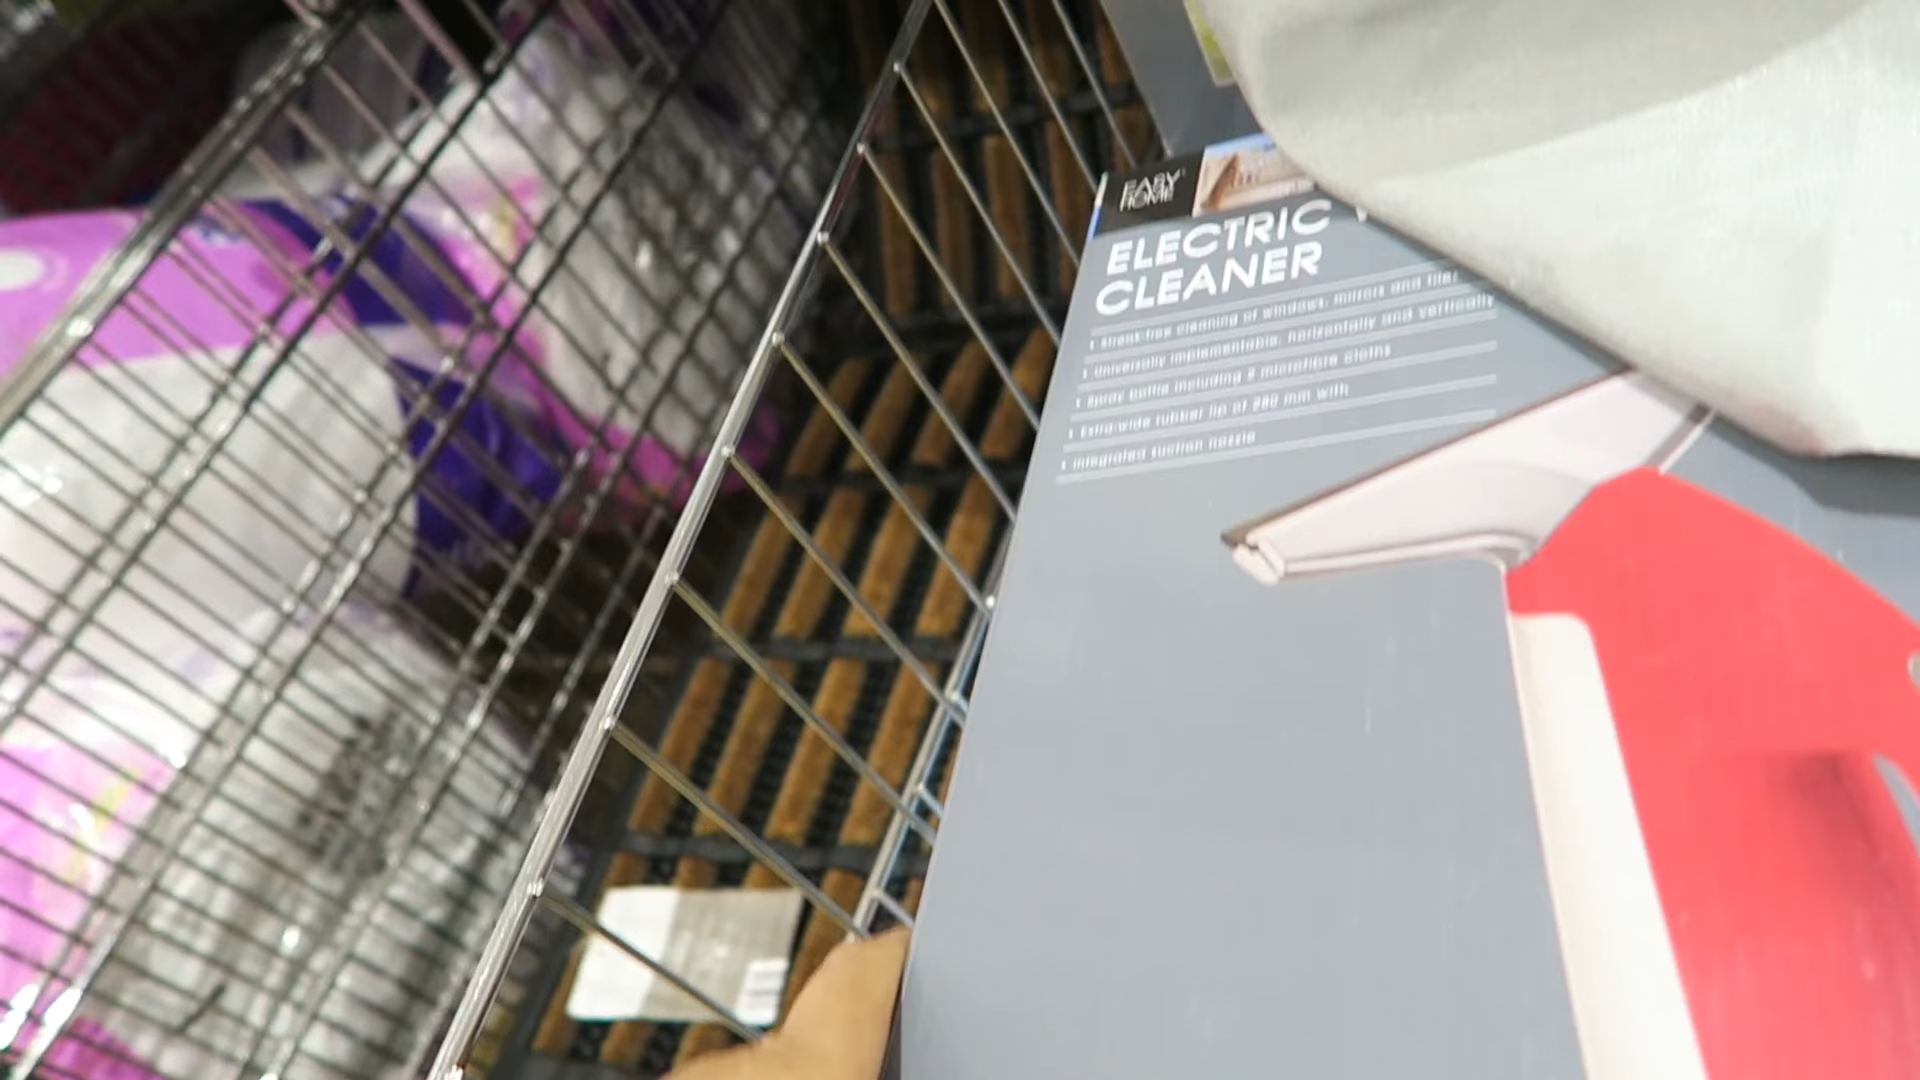 EASY
HOME
ELECTRIC
CLEANER
Streak-free cleaning of windows, mirrors and tiles
Universally implementable, horizontally and vertically
Spray bottle including 2 microfibre cloths
Extra-wide rubber lip of 280 mm with
integrated suction nozzle